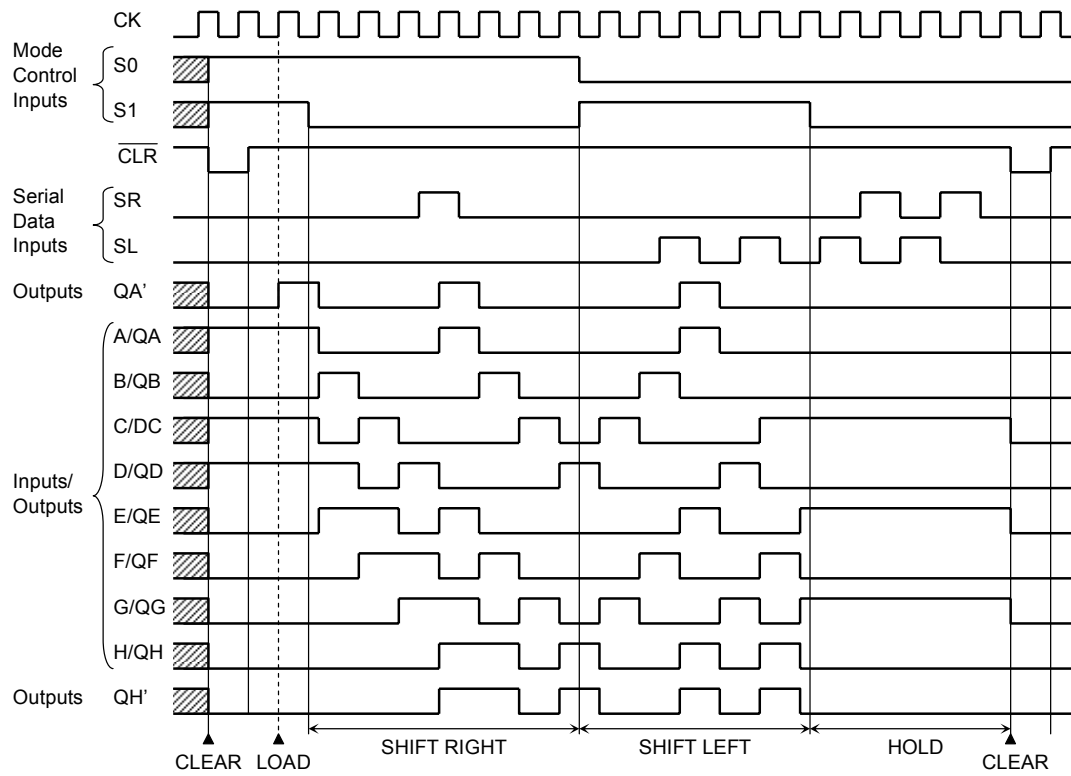 CK
Mode
Control
Inputs
S0
S1
CLR
Serial
Data
Inputs
SR
SL
Outputs QA’
Inputs/
Outputs
A/QA
B/QB
C/DC
D/QD
E/QE
F/QF
G/QG
H/QH
Outputs QH’
SHIFT RIGHT SHIFT LEFT HOLD
CLEAR LOAD CLEAR